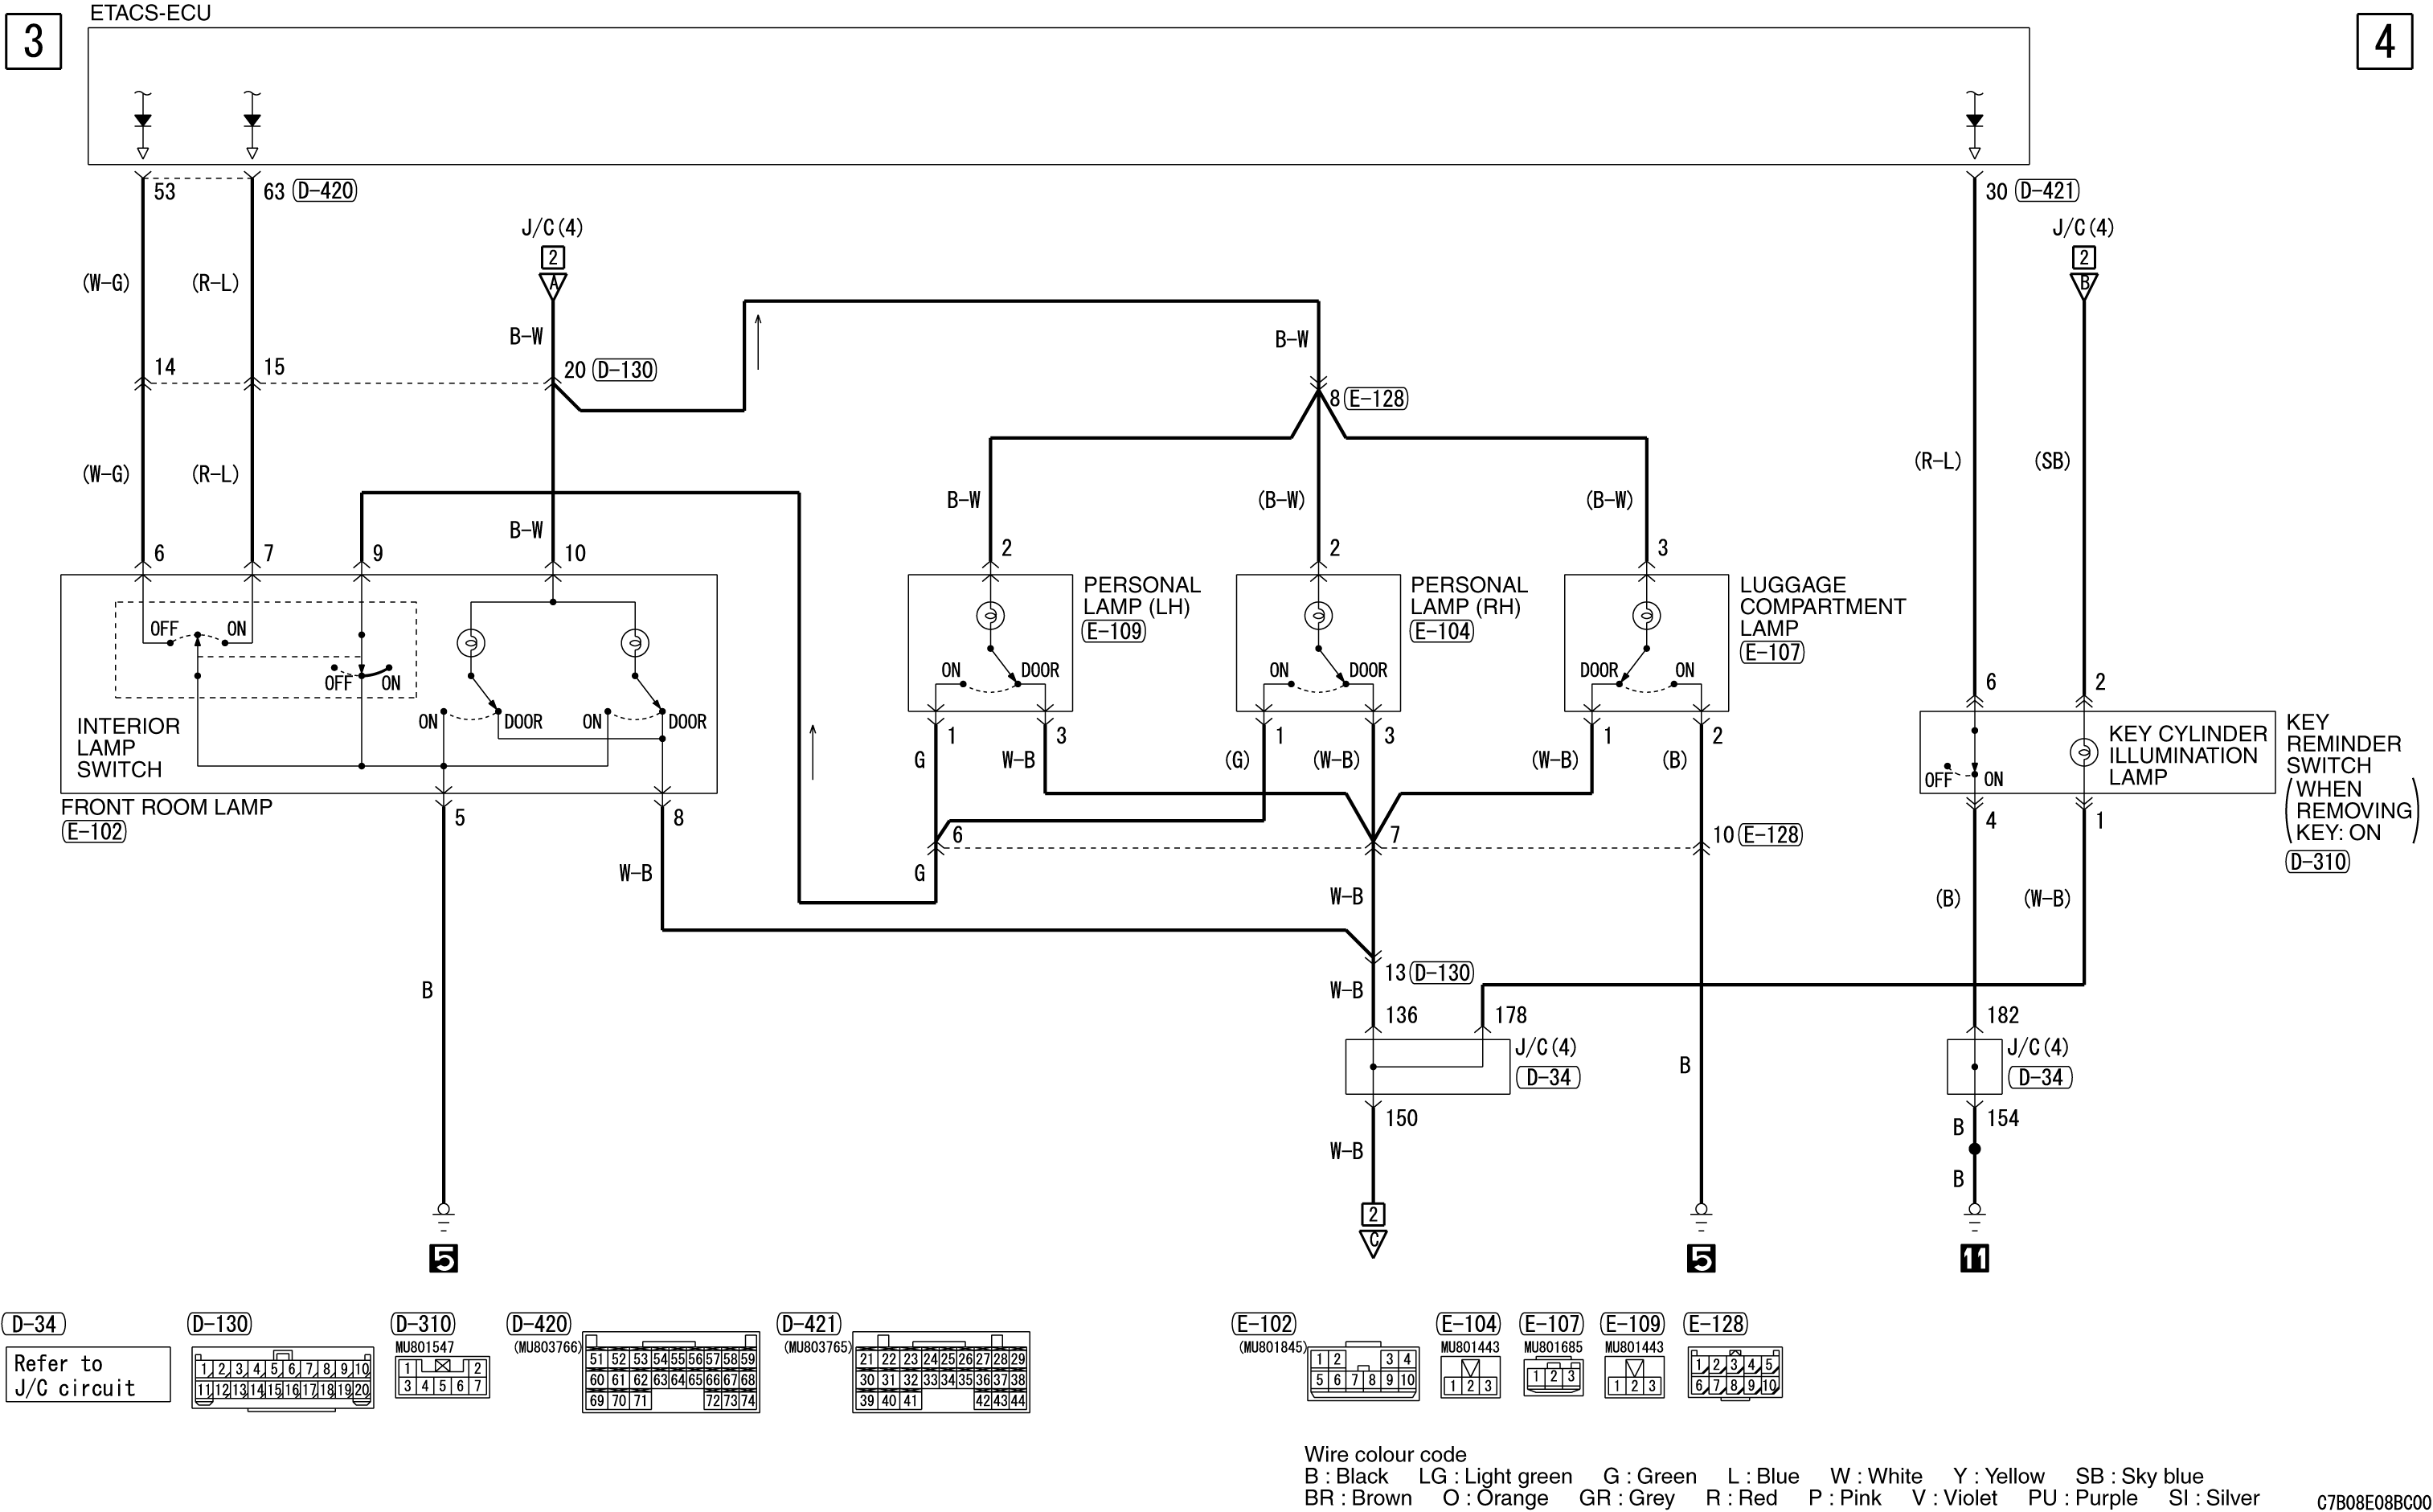 ETACS-ECU
3
4
53
63 D-420
30 D-421
J/C(4)
2
A
J/C(4)
2
B
(W-G)
(R-L)
B-W
B-W
14
15
20 D-130
8 E-128
(W-G)
(R-L)
B-W
B-W
(B-W)
(B-W)
(R-L)
(SB)
6
7
9
10
2
2
3
OFF
ON
OFF
ON
ON
DOOR
ON
DOOR
INTERIOR
LAMP
SWITCH
FRONT ROOM LAMP
E-102
PERSONAL
LAMP (LH)
E-109
ON
DOOR
PERSONAL
LAMP (RH)
E-104
ON
DOOR
LUGGAGE
COMPARTMENT
LAMP
E-107
DOOR
ON
6
2
KEY CYLINDER
ILLUMINATION
LAMP
OFF
ON
KEY
REMINDER
SWITCH
(WHEN
REMOVING
KEY: ON)
D-310
1
3
1
3
1
2
G
W-B
(G)
(W-B)
(W-B)
(B)
5
8
6
7
10 E-128
4
1
W-B
G
W-B
(B)
(W-B)
B
13 D-130
W-B
136
178
182
J/C(4)
D-34
J/C(4)
D-34
B
150
154
W-B
B
B
2
C
5
5
11
D-34
Refer to
J/C circuit
D-130
1 2 3 4 5 6 7 8 9 10
11 12 13 14 15 16 17 18 19 20
D-310
MU801547
1 2
3 4 5 6 7
D-420
(MU803766)
51 52 53 54 55 56 57 58 59
60 61 62 63 64 65 66 67 68
69 70 71 72 73 74
D-421
(MU803765)
21 22 23 24 25 26 27 28 29
30 31 32 33 34 35 36 37 38
39 40 41 42 43 44
E-102
(MU801845)
1 2 3 4
5 6 7 8 9 10
E-104
MU801443
1 2 3
E-107
MU801685
1 2 3
E-109
MU801443
1 2 3
E-128
1 2 3 4 5
6 7 8 9 10
Wire colour code
B : Black LG : Light green G : Green L : Blue W : White Y : Yellow SB : Sky blue
BR : Brown O : Orange GR : Grey R : Red P : Pink V : Violet PU : Purple SI : Silver